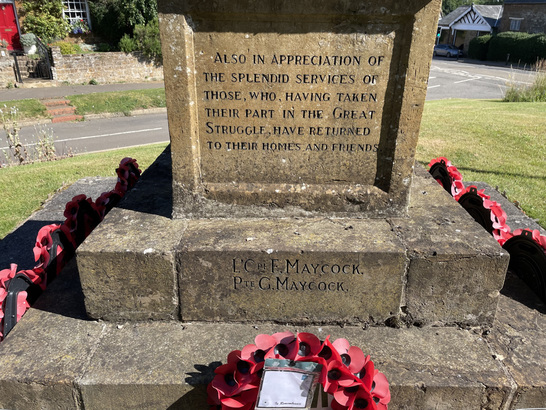 ALSO IN APPRECIATION OF
THE SPLENDID SERVICES OF
THOSE, WHO, HAVING TAKEN
THEIR PART IN THE GREAT
STRUGGLE, HAVE RETURNED
TO THEIR HOMES AND FRIENDS
F. MAYCOCK.
PTE G. MAYCOCK.